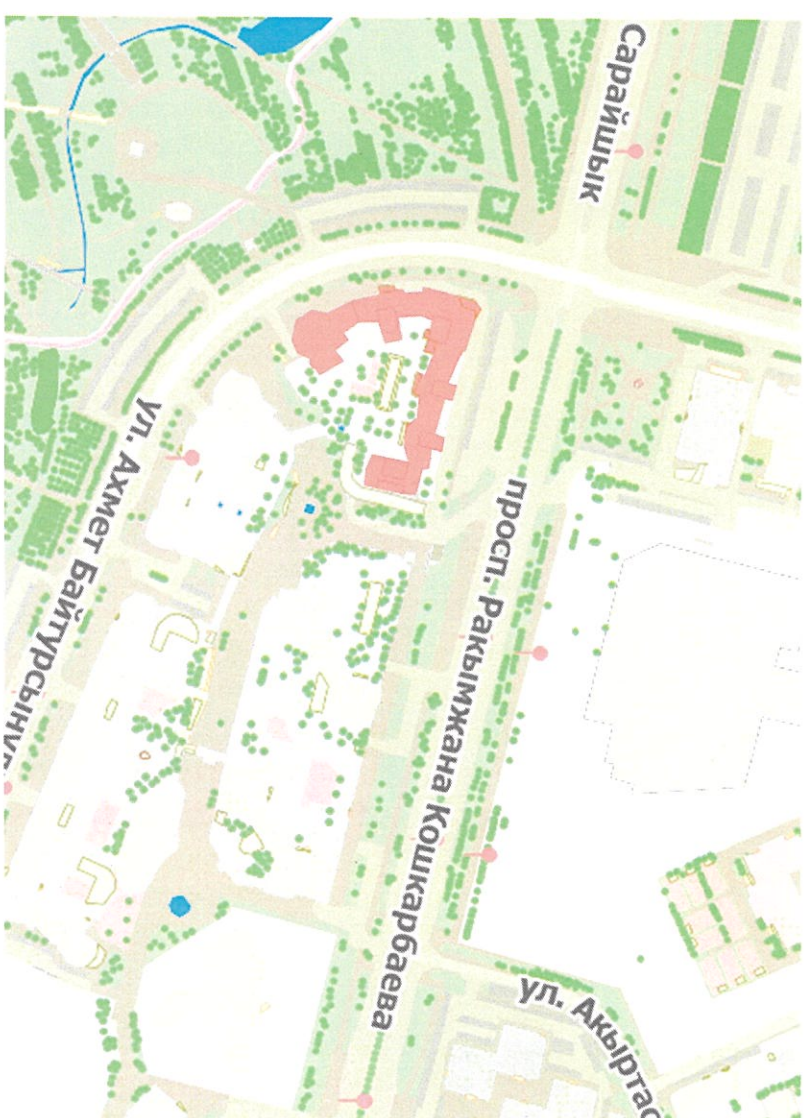 Сарайшык
ул. Ахмет Байтурсынул
просп. Ракымжана Кошкарбаева
ул. Акыртас